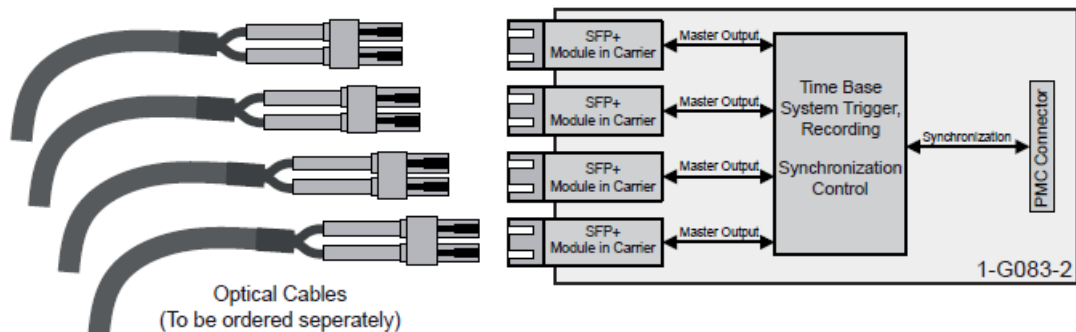 SFP+
Module in Carrier
Master Output
SFP+
Module in Carrier
Master Output
SFP+
Module in Carrier
Master Output
SFP+
Module in Carrier
Master Output
Time Base
System Trigger,
Recording
Synchronization
Control
Synchronization
PMC Connector
1-G083-2
Optical Cables
(To be ordered seperately)